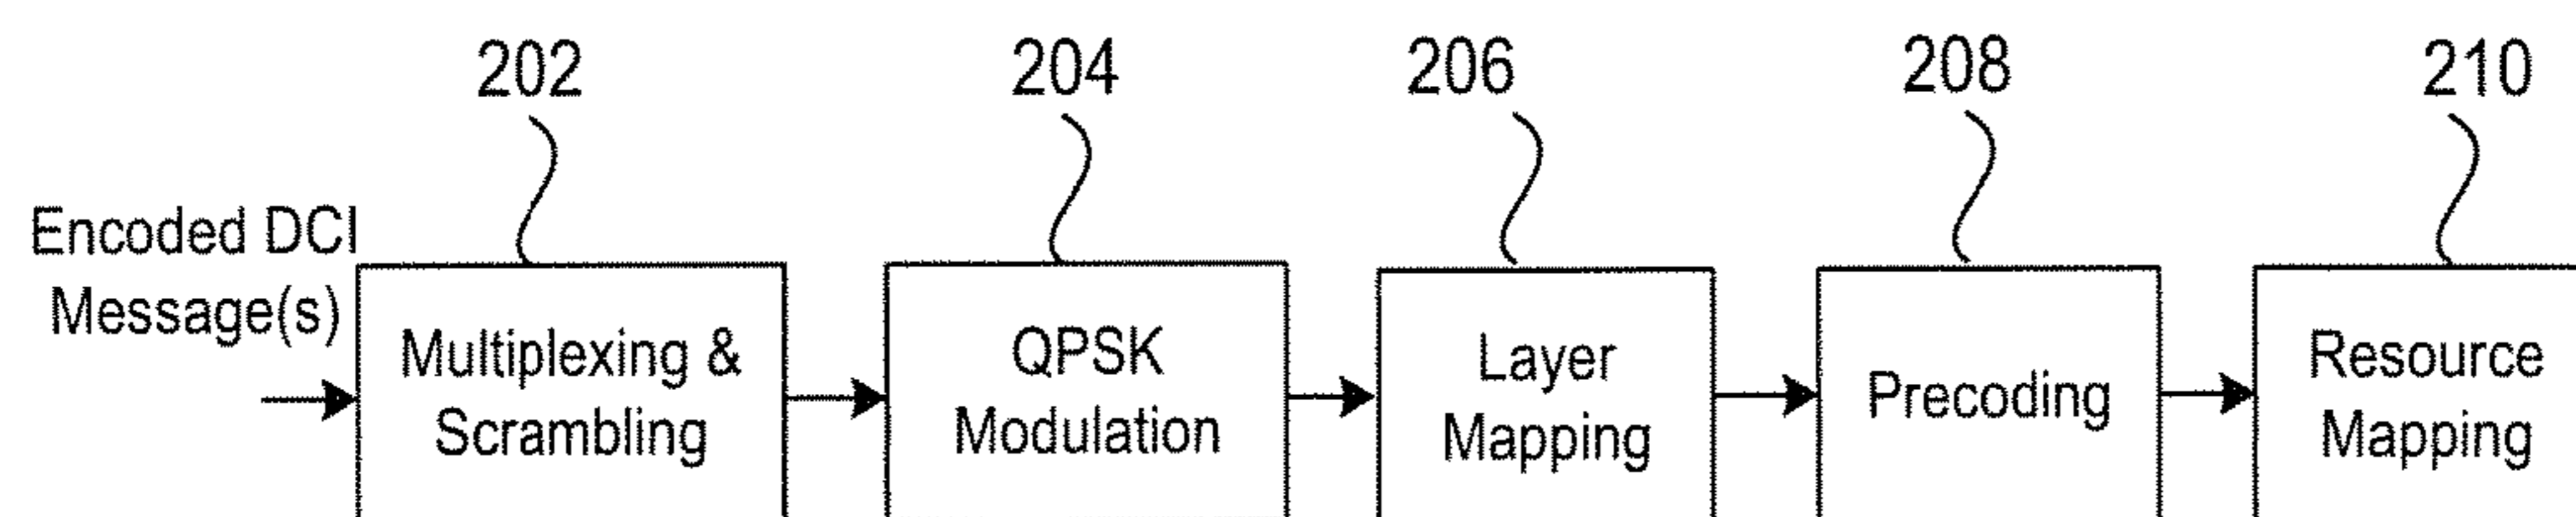 202
204
206
208
210
Encoded DCI
Message(s)
Multiplexing &
Scrambling
QPSK
Modulation
Layer
Mapping
Precoding
Resource
Mapping